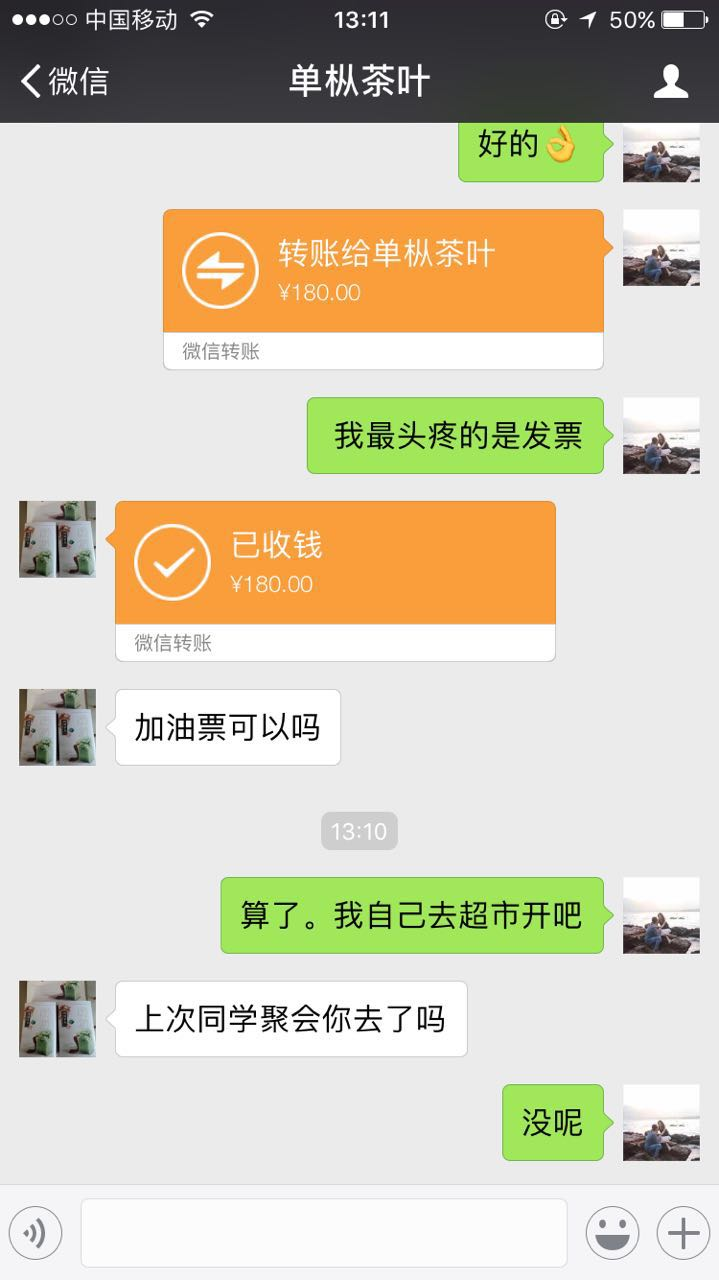 中国移动 13:11 50%
微信 单枞茶叶
好的👌
转账给单枞茶叶
¥180.00
微信转账
我最头疼的是发票
已收钱
¥180.00
微信转账
加油票可以吗
13:10
算了。我自己去超市开吧
上次同学聚会你去了吗
没呢